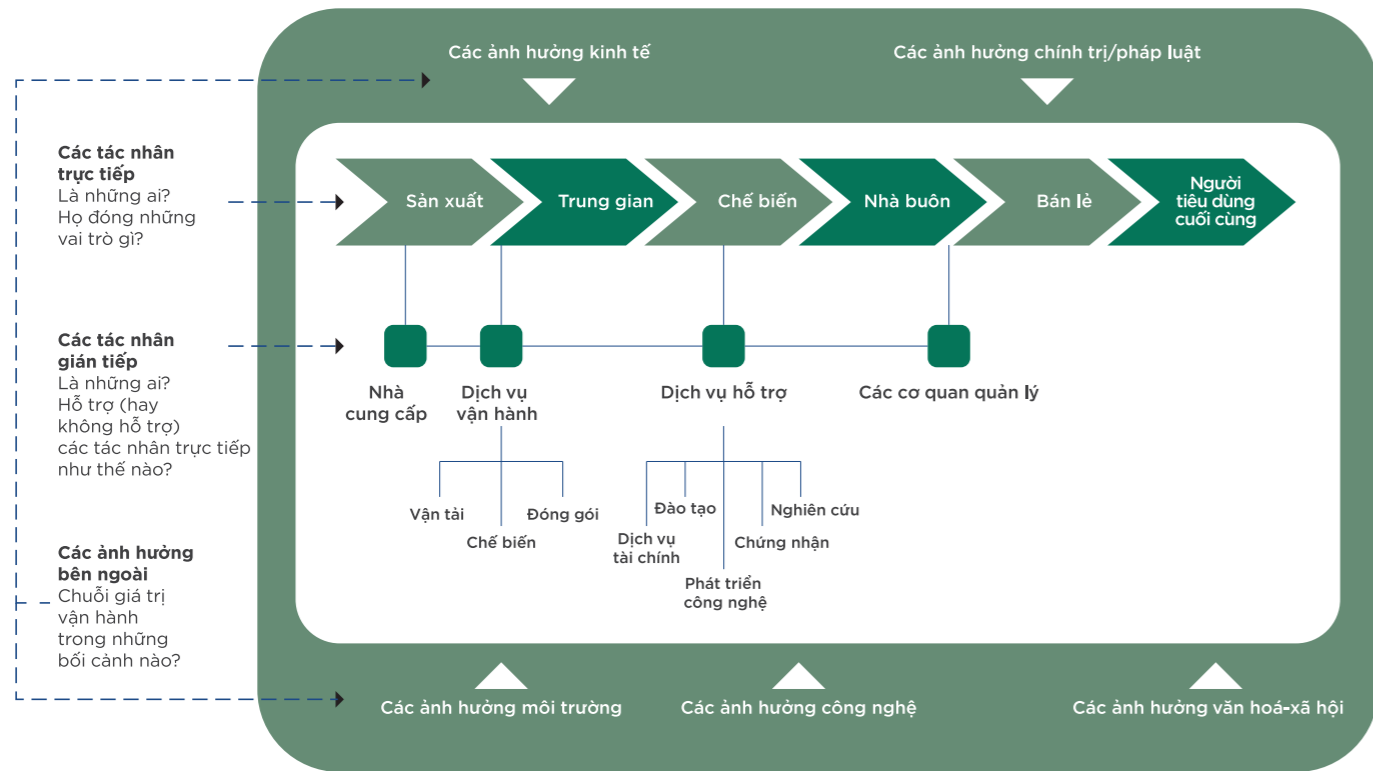 Các ảnh hưởng kinh tế
Các ảnh hưởng chính trị/pháp luật
Các tác nhân
trực tiếp
Là những ai?
Họ đóng những
vai trò gì?
Sản xuất
Trung gian
Chế biến
Nhà buôn
Bán lẻ
Người
tiêu dùng
cuối cùng
Các tác nhân
gián tiếp
Là những ai?
Hỗ trợ (hay
không hỗ trợ)
các tác nhân trực tiếp
như thế nào?
Nhà
cung cấp
Dịch vụ
vận hành
Dịch vụ hỗ trợ
Các cơ quan quản lý
Vận tải
Chế biến
Đóng gói
Dịch vụ
tài chính
Đào tạo
Phát triển
công nghệ
Chứng nhận
Nghiên cứu
Các ảnh hưởng
bên ngoài
Chuỗi giá trị
vận hành
trong những
bối cảnh nào?
Các ảnh hưởng môi trường
Các ảnh hưởng công nghệ
Các ảnh hưởng văn hoá-xã hội